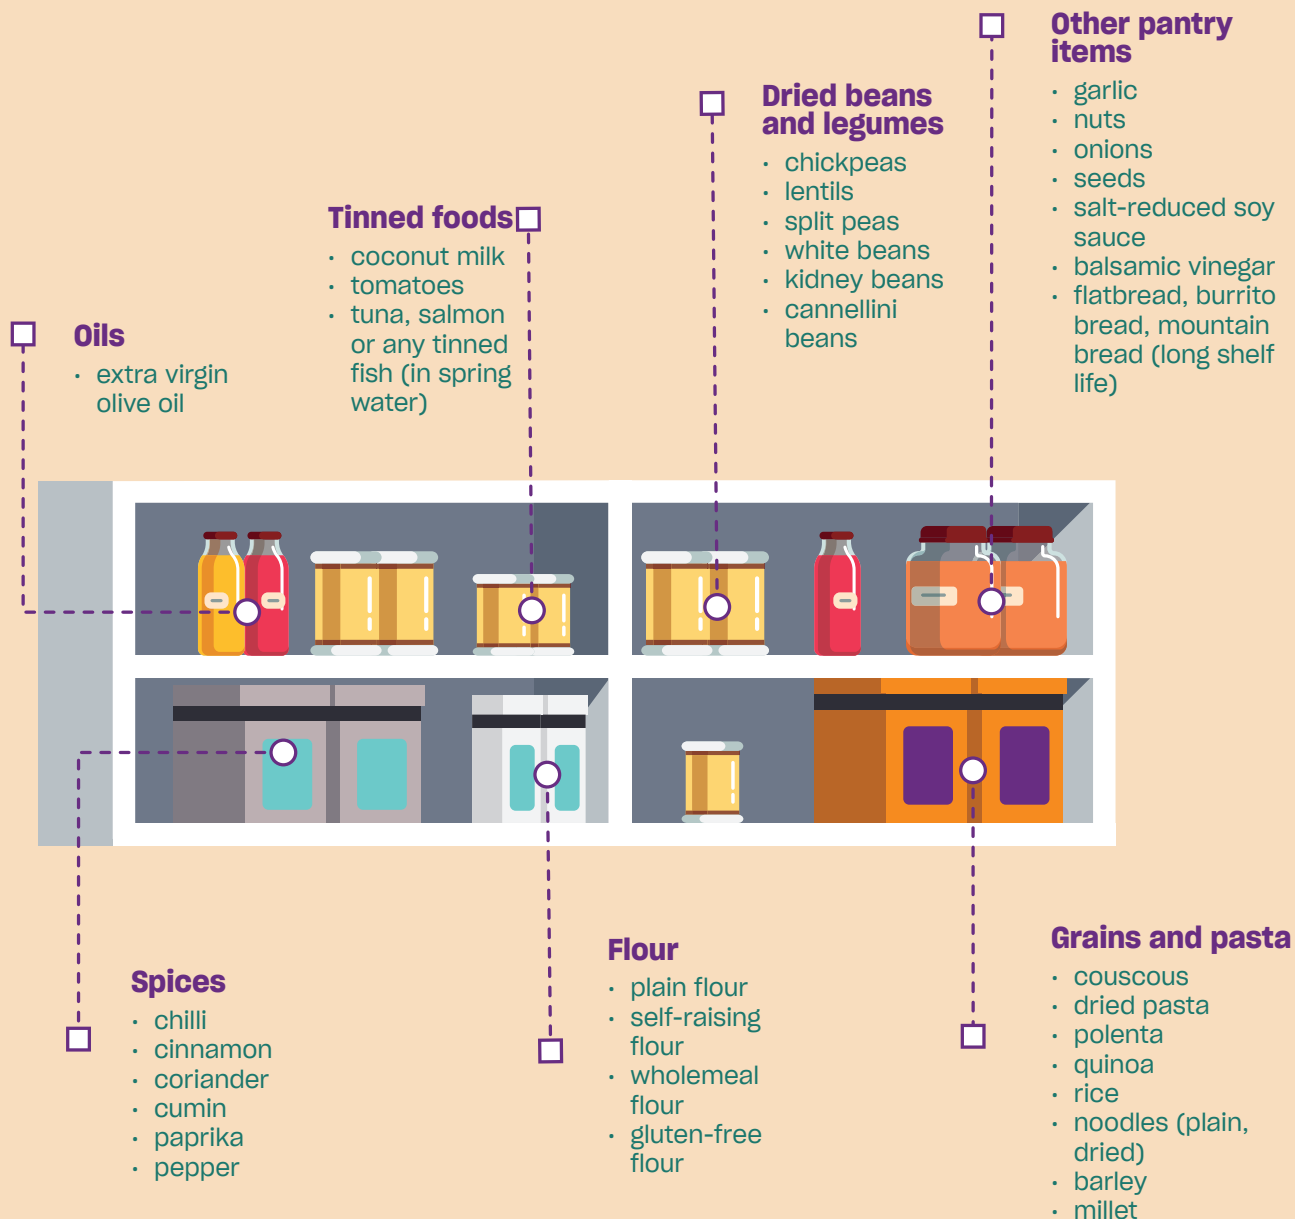 Other pantry
items
· garlic
· nuts
· onions
· seeds
· salt-reduced soy
sauce
· balsamic vinegar
· flatbread, burrito
bread, mountain
bread (long shelf
life)
Dried beans
and legumes
· chickpeas
· lentils
· split peas
· white beans
· kidney beans
· cannellini
beans
Tinned foods
· coconut milk
· tomatoes
· tuna, salmon
or any tinned
fish (in spring
water)
Oils
· extra virgin
olive oil
Spices
· chilli
· cinnamon
· coriander
· cumin
· paprika
· pepper
Flour
· plain flour
· self-raising
flour
· wholemeal
flour
· gluten-free
flour
Grains and pasta
· couscous
· dried pasta
· polenta
· quinoa
· rice
· noodles (plain,
dried)
· barley
· millet